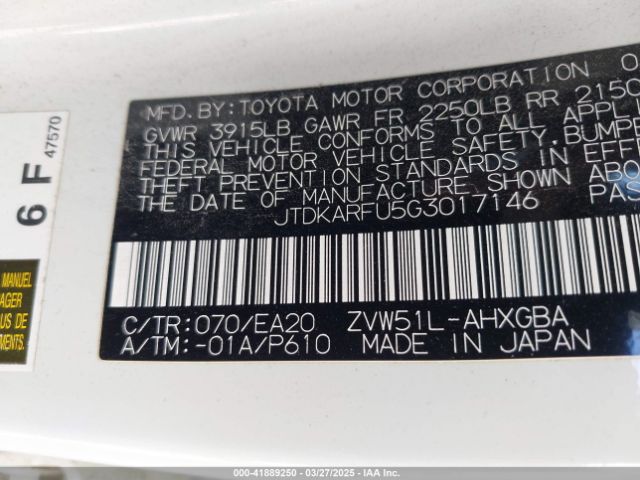 MFD. BY: TOYOTA MOTOR CORPORATION
GVWR 3915LB GAWR FR 2250LB RR 2150
THIS VEHICLE CONFORMS TO ALL APPL
FEDERAL MOTOR VEHICLE SAFETY, BUMPE
THEFT PREVENTION STANDARDS IN EFFE
THE DATE OF MANUFACTURE SHOWN ABO
JTDKARFU5G3017146 PAS
C/TR:070/EA20 ZVW51L-AHXGBA
A/TM:-01A/P610 MADE IN JAPAN
6 F 47570
MANUEL
AGER
US DE
MENTS.
000-41889250 | 03/27/2025 | IAA Inc.